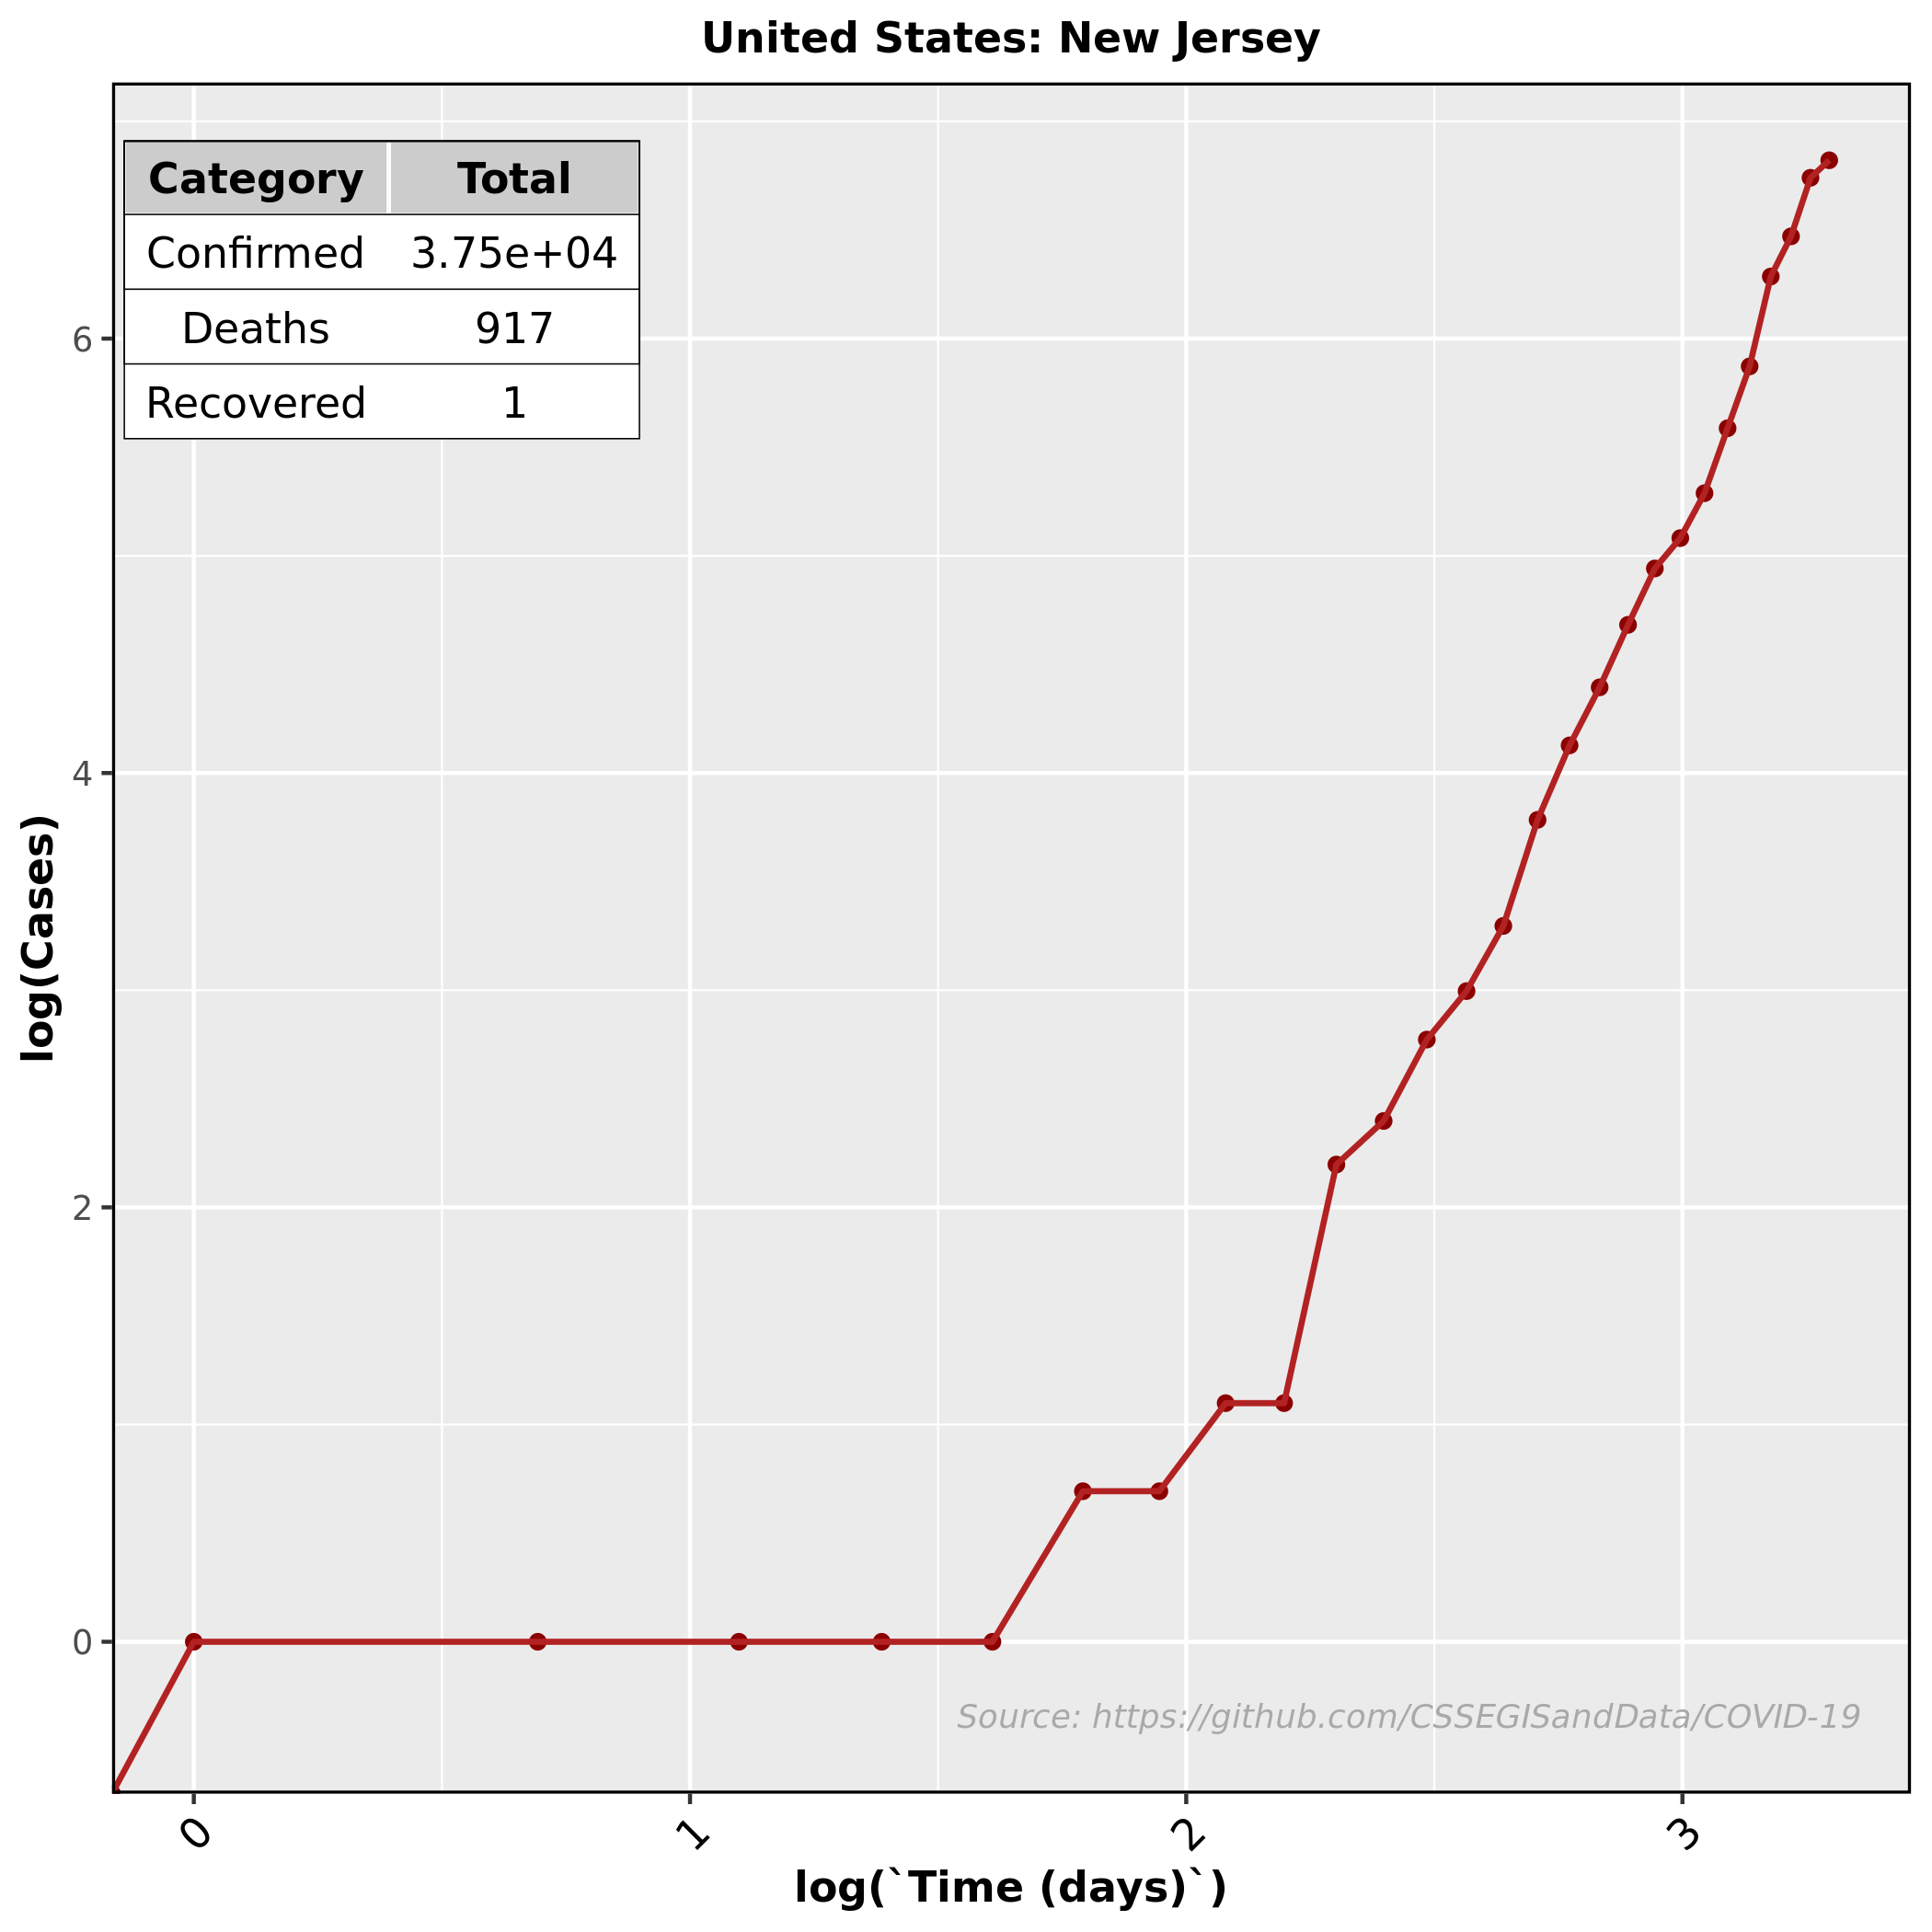 United States: New Jersey
Category Total
Confirmed 3.75e+04
Deaths 917
Recovered 1
6
4
2
0
log(Cases)
Source: https://github.com/CSSEGISandData/COVID-19
0 1 2 3
log(`Time (days)`)